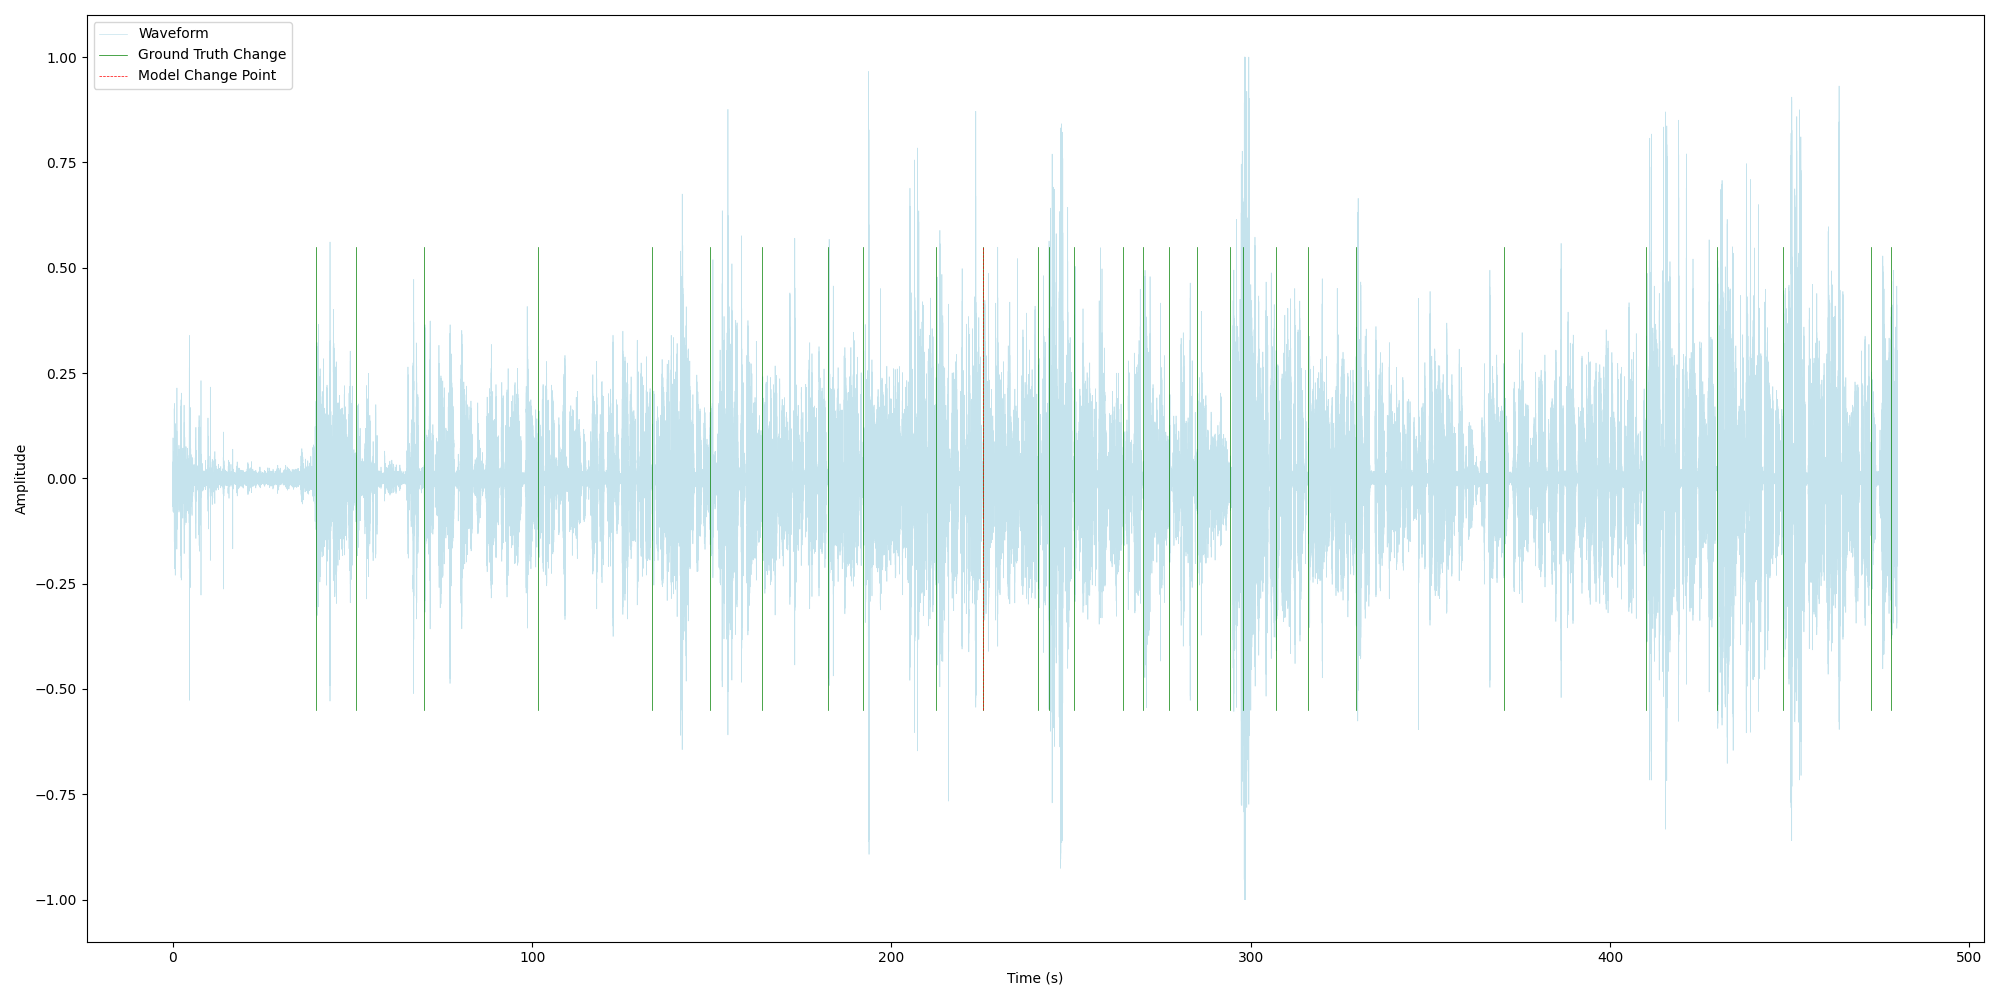 Waveform
Ground Truth Change
Model Change Point
1.00
0.75
0.50
0.25
0.00
−0.25
−0.50
−0.75
−1.00
Amplitude
0 100 200 300 400 500
Time (s)